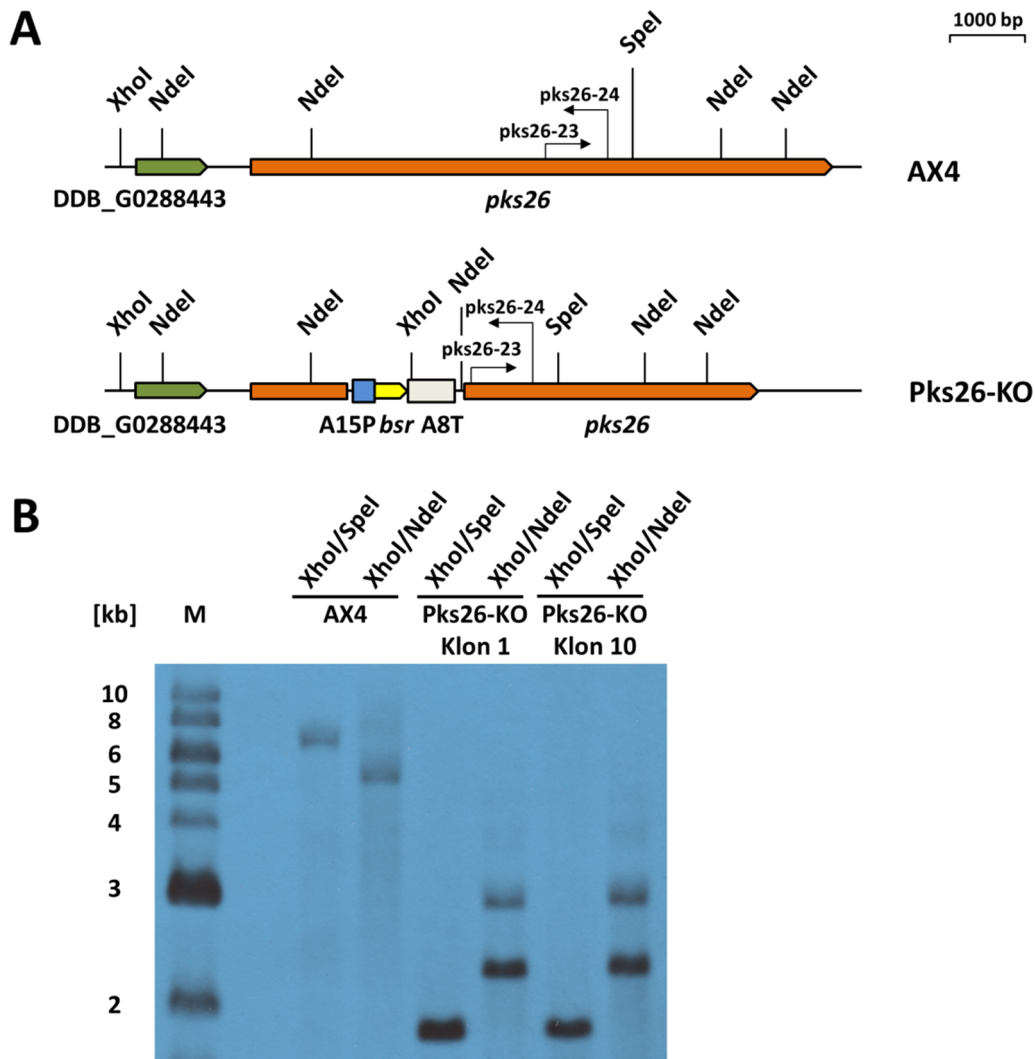 A
1000 bp
XhoI NdeI NdeI SpeI NdeI NdeI
pks26-24
pks26-23
AX4
DDB_G0288443 pks26
XhoI NdeI NdeI XhoI NdeI SpeI NdeI NdeI
pks26-24
pks26-23
Pks26-KO
DDB_G0288443 A15P bsr A8T pks26
B
XhoI/SpeI XhoI/NdeI XhoI/SpeI XhoI/NdeI XhoI/SpeI XhoI/NdeI
[kb] M AX4 Pks26-KO Pks26-KO
Klon 1 Klon 10
10
8
6
5
4
3
2